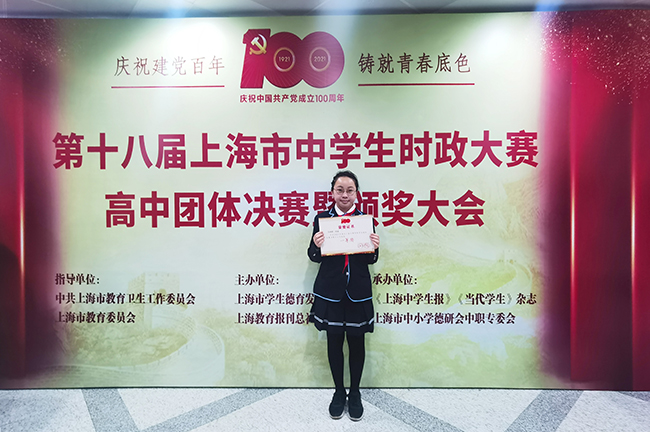 庆祝建党百年
100
1921
2021
铸就青春底色
庆祝中国共产党成立100周年
第十八届上海市中学生时政大赛
高中团体决赛暨颁奖大会
指导单位:
中共上海市教育卫生工作委员会
上海市教育委员会
主办单位:
上海市学生德育发
上海教育报刊总社
承办单位:
《上海中学生报》《当代学生》杂志
上海市中小学德研会中职专委会
100